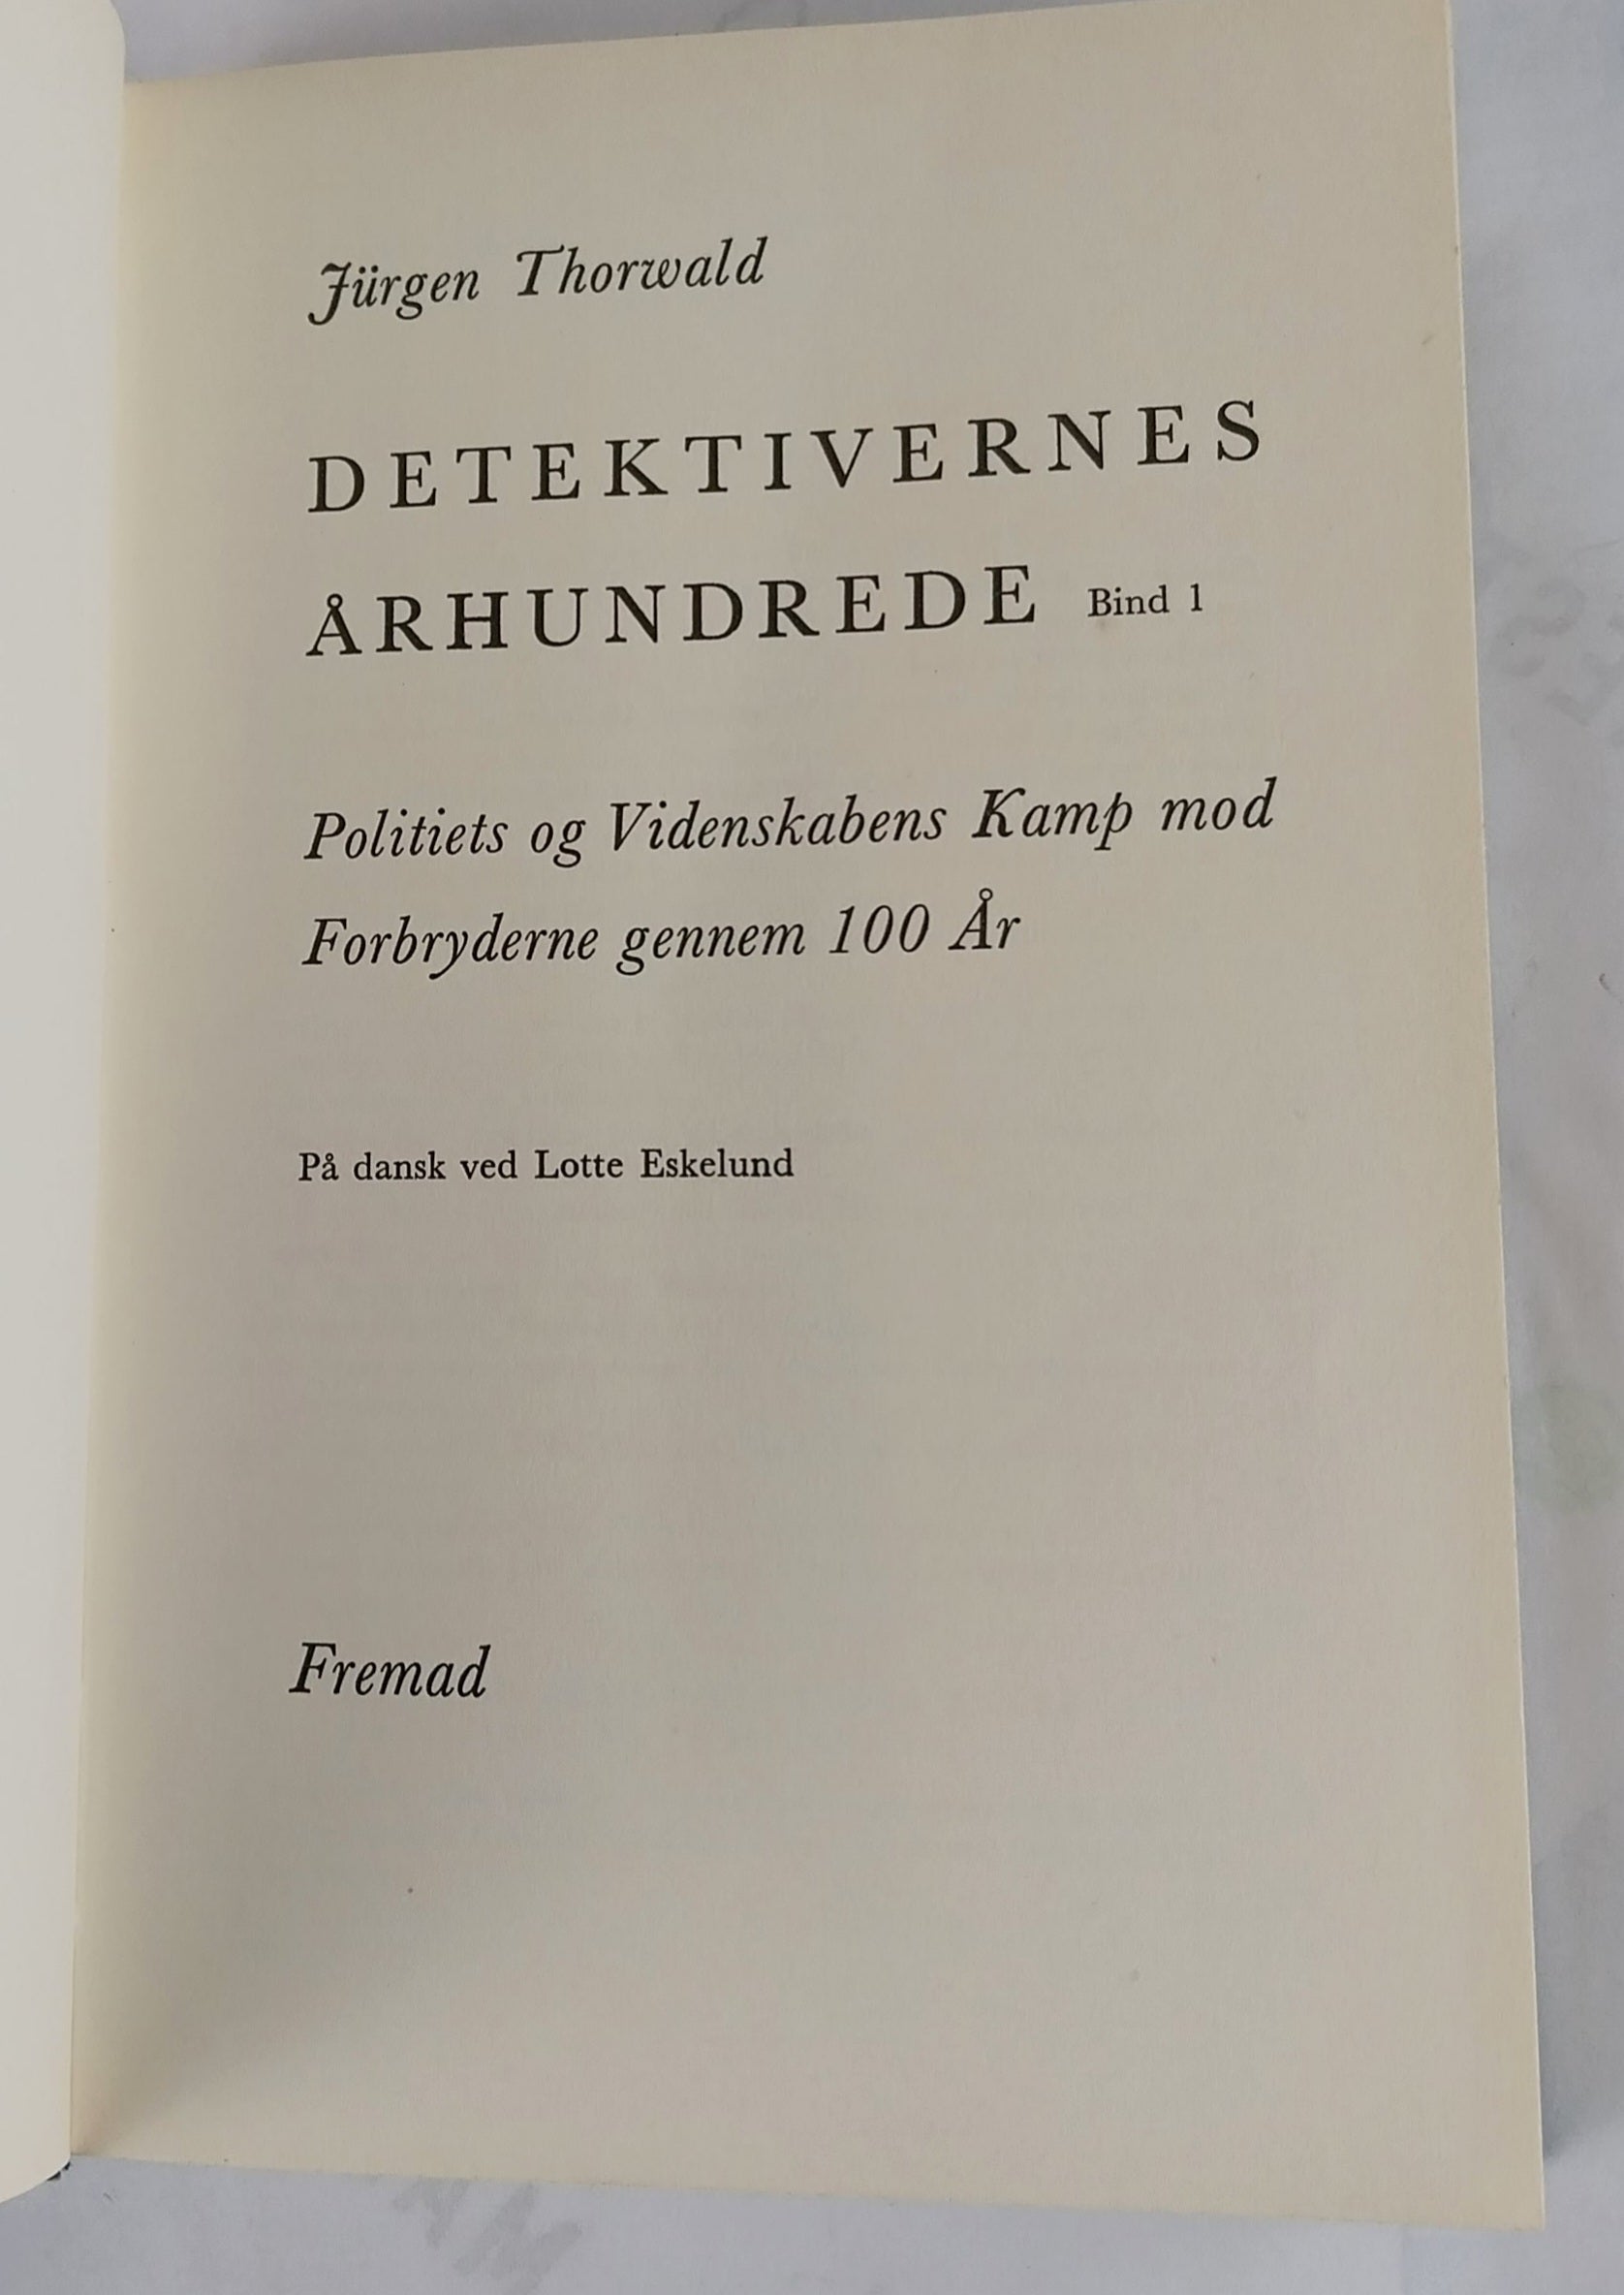 Jürgen Thorwald
DETEKTIVERNES
ÅRHUNDREDE Bind 1
Politiets og Videnskabens Kamp mod
Forbryderne gennem 100 År
På dansk ved Lotte Eskelund
Fremad